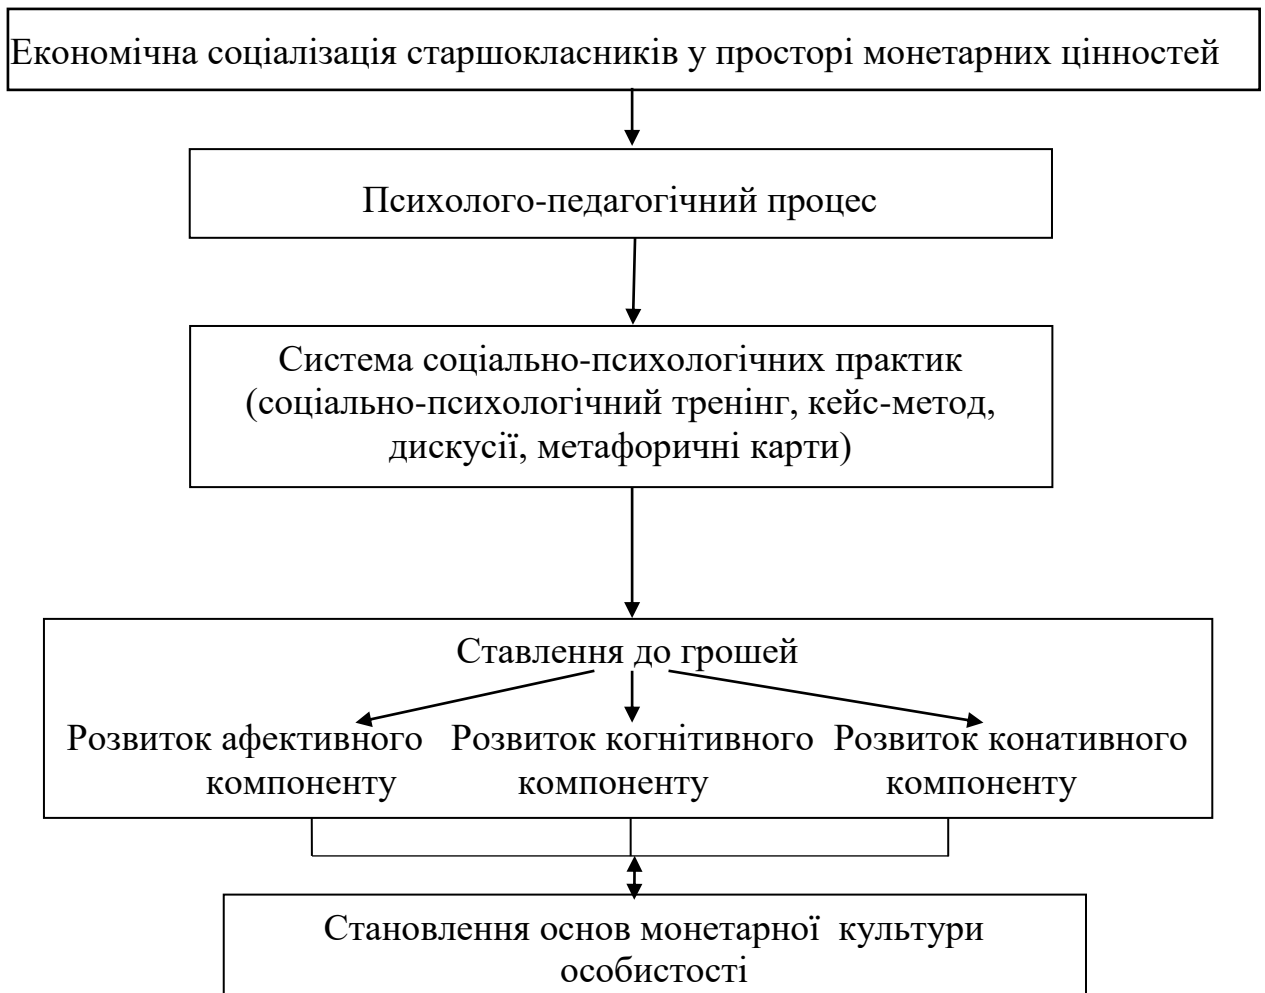 Економічна соціалізація старшокласників у просторі монетарних цінностей
Психолого-педагогічний процес
Система соціально-психологічних практик
(соціально-психологічний тренінг, кейс-метод,
дискусії, метафоричні карти)
Ставлення до грошей
Розвиток афективного компоненту
Розвиток когнітивного компоненту
Розвиток конативного компоненту
Становлення основ монетарної культури
особистості